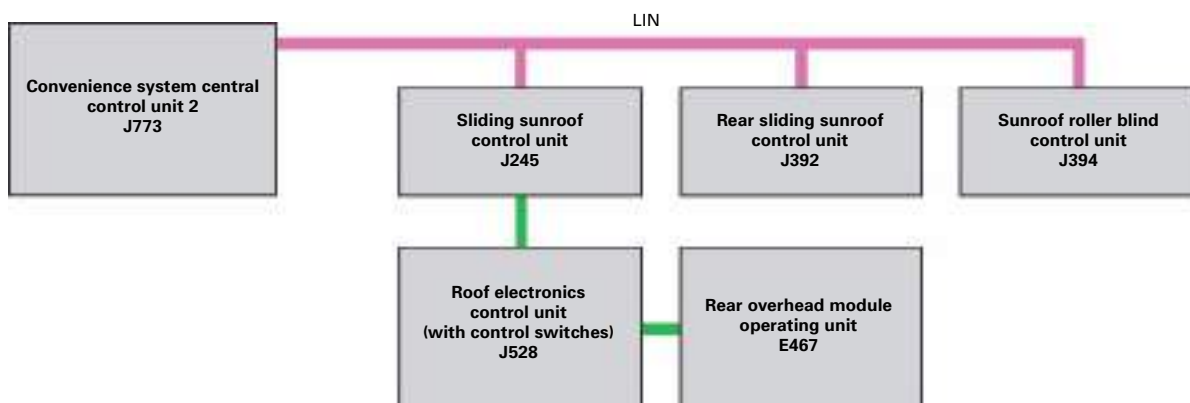 LIN
Convenience system central
control unit 2
J773
Sliding sunroof
control unit
J245
Rear sliding sunroof
control unit
J392
Sunroof roller blind
control unit
J394
Roof electronics
control unit
(with control switches)
J528
Rear overhead module
operating unit
E467